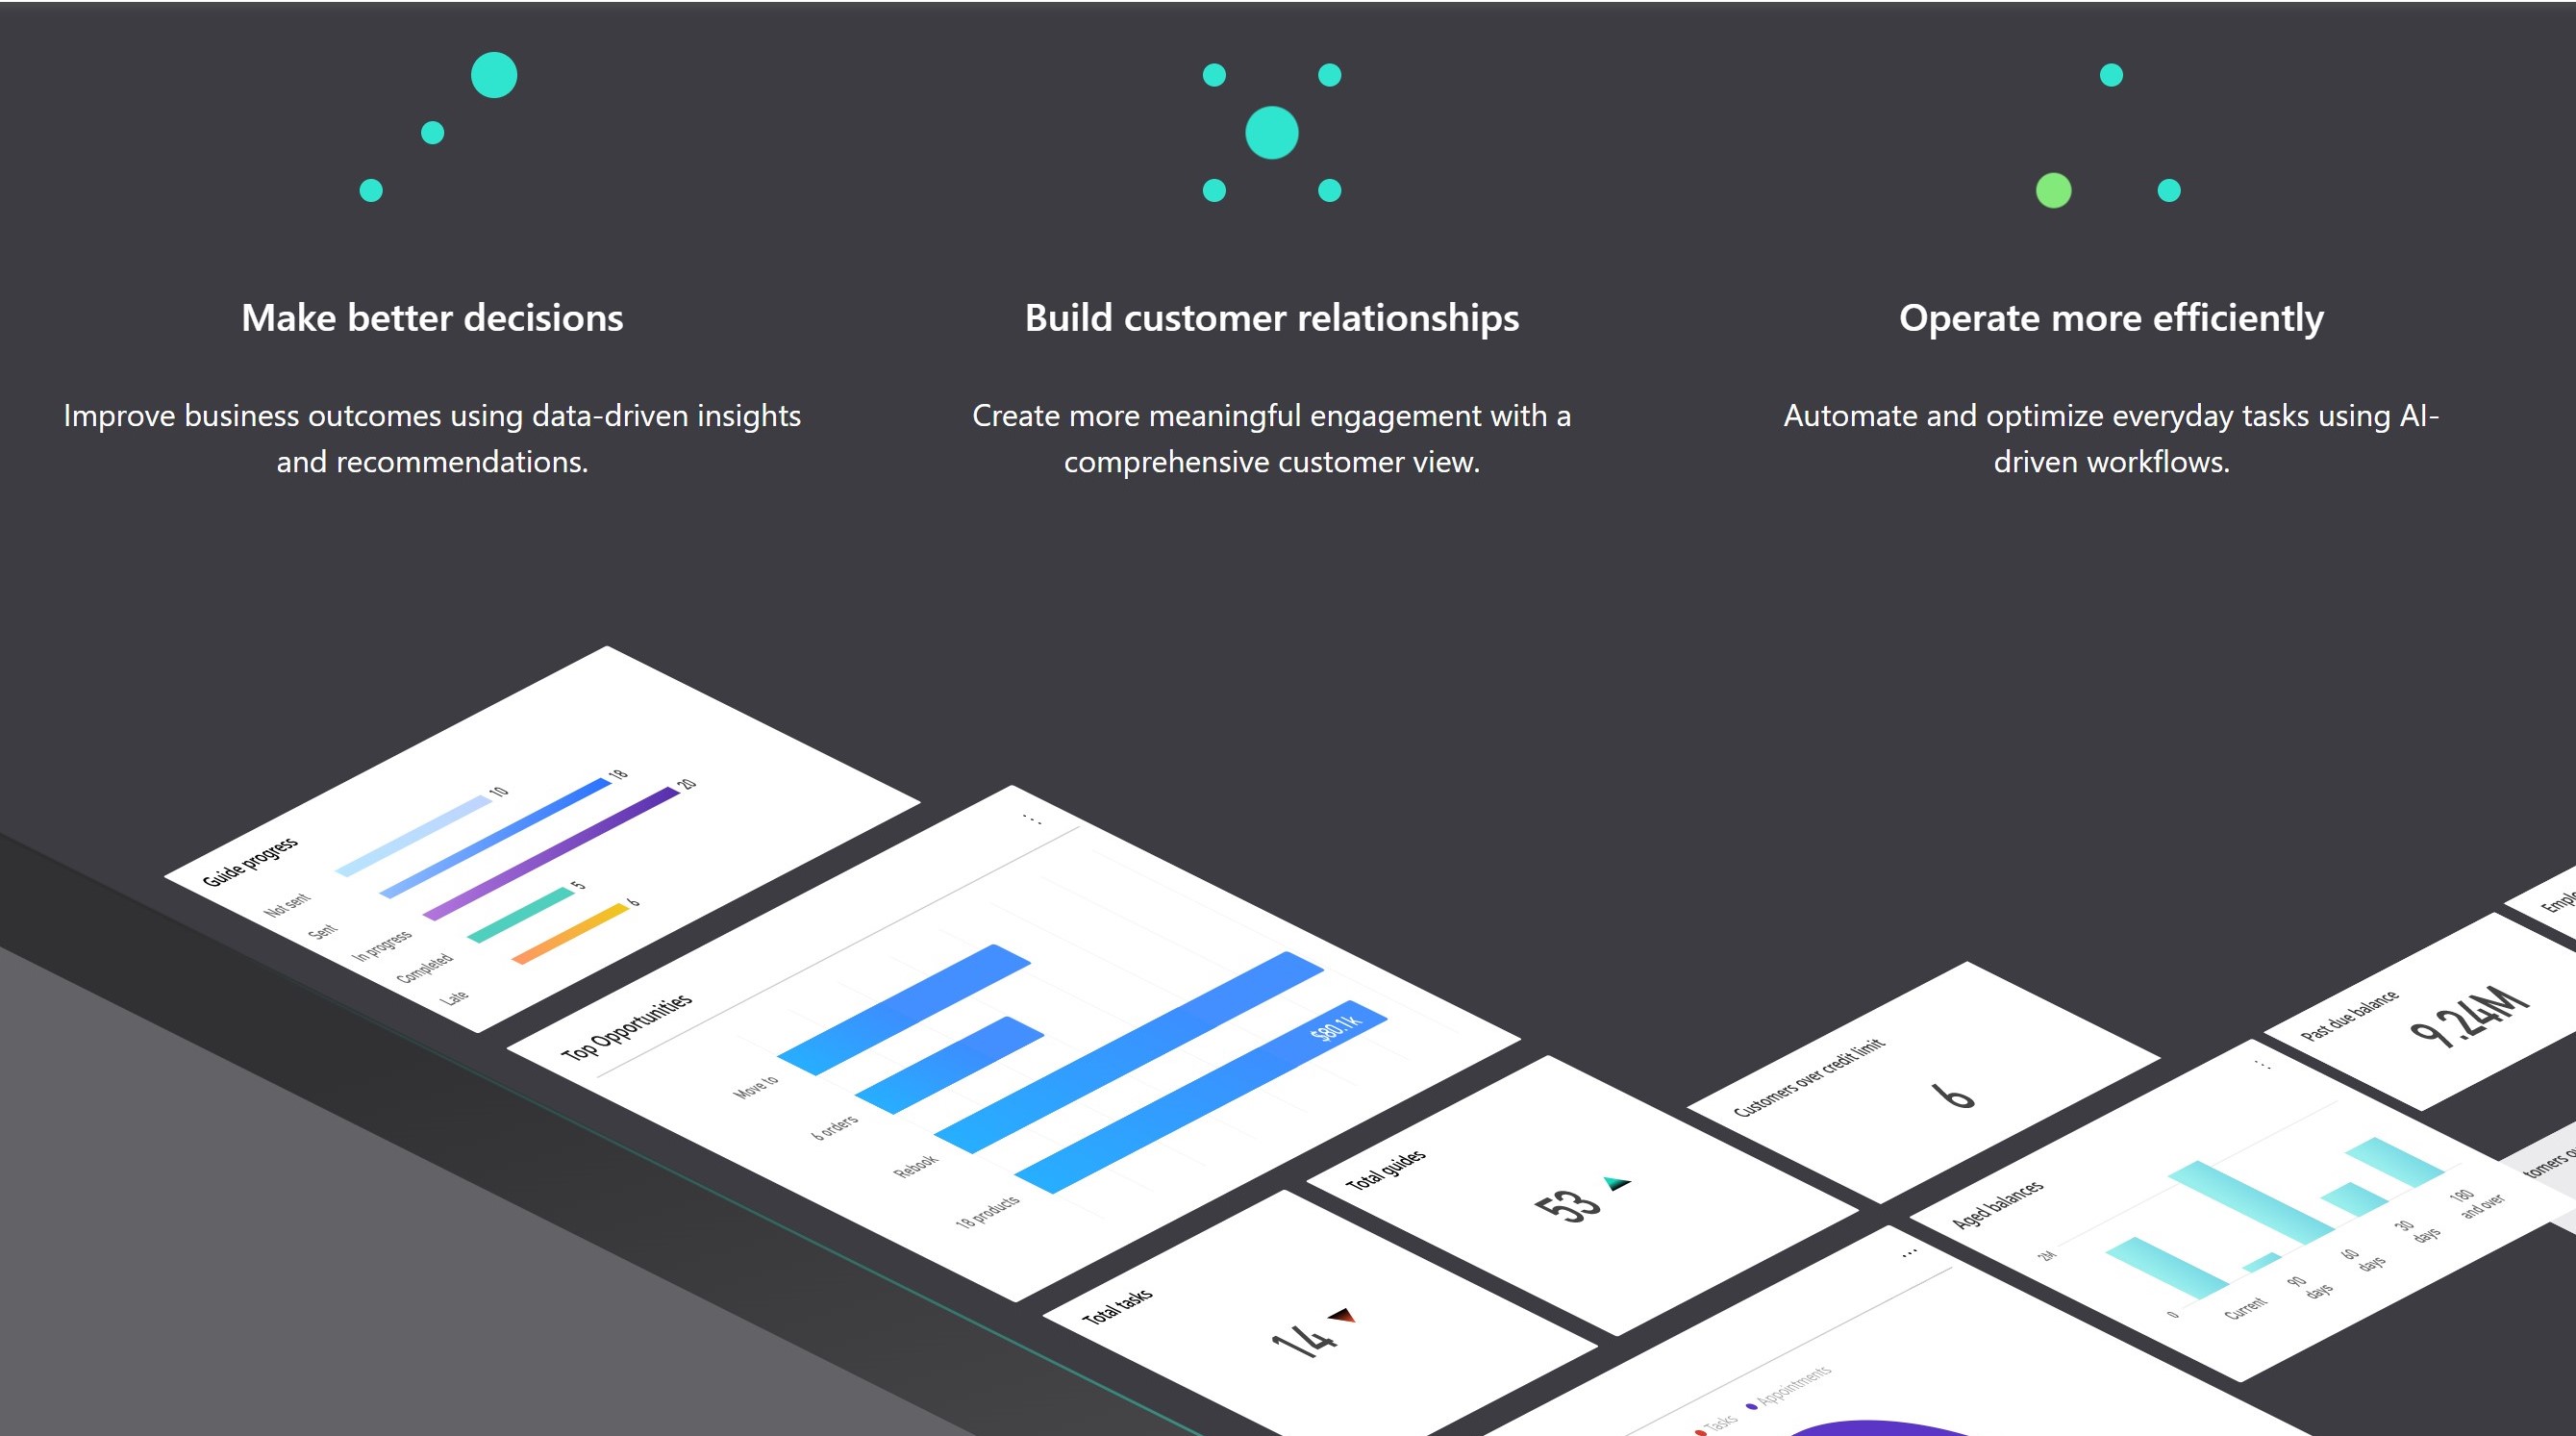 Make better decisions
Improve business outcomes using data-driven insights
and recommendations.
Build customer relationships
Create more meaningful engagement with a
comprehensive customer view.
Operate more efficiently
Automate and optimize everyday tasks using AI-
driven workflows.
Guide progress
Not sent
10
Sent
18
In progress
20
Completed
5
Late
6
Top Opportunities
Move to
6 orders
Rebook
18 products
$80.1k
Total tasks
14
Total guides
53
Customers over credit limit
6
Tasks
Appointments
Aged balances
2M
0
Current
90
days
60
days
30
days
180
and over
Past due balance
9.24M